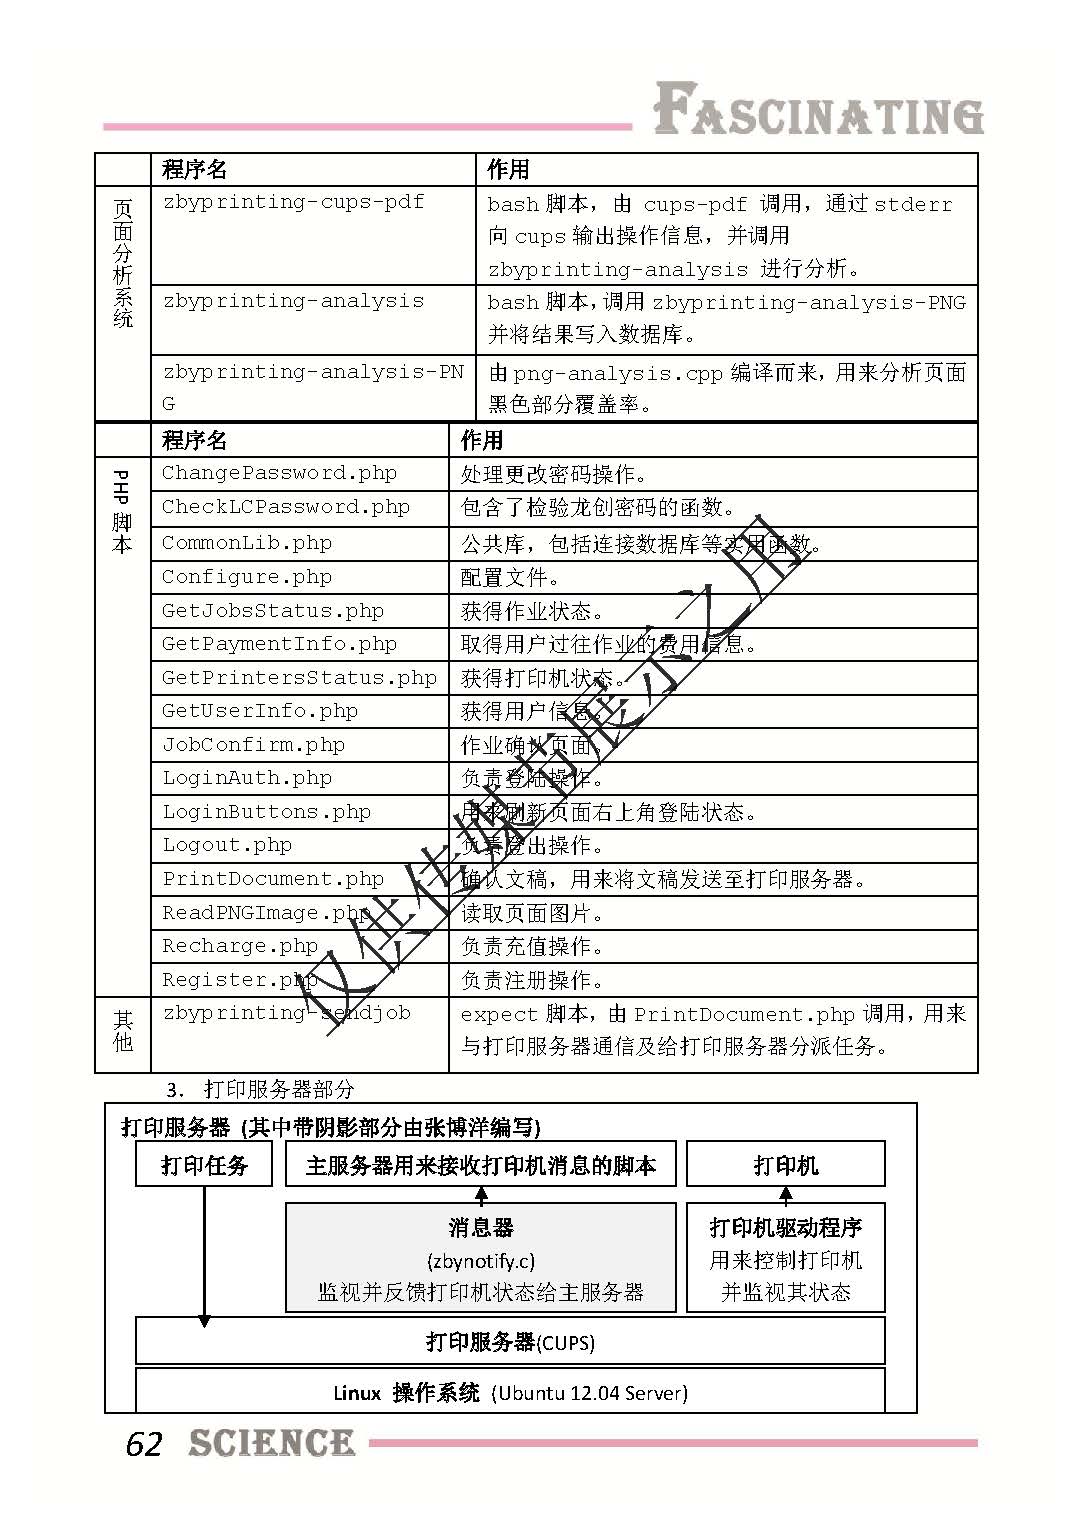 FASCINATING
程序名 作用
页面分析系统
zbyprinting-cups-pdf bash 脚本，由 cups-pdf 调用，通过 stderr
向 cups 输出操作信息，并调用
zbyprinting-analysis 进行分析。
zbyprinting-analysis bash 脚本，调用 zbyprinting-analysis-PNG
并将结果写入数据库。
zbyprinting-analysis-PN 由 png-analysis.cpp 编译而来，用来分析页面
G 黑色部分覆盖率。
程序名 作用
PHP 脚本
ChangePassword.php 处理更改密码操作。
CheckLCPassword.php 包含了检验龙创密码的函数。
CommonLib.php 公共库，包括连接数据库等实用函数。
Configure.php 配置文件。
GetJobsStatus.php 获得作业状态。
GetPaymentInfo.php 取得用户过往作业的费用信息。
GetPrintersStatus.php 获得打印机状态。
GetUserInfo.php 获得用户信息。
JobConfirm.php 作业确认页面。
LoginAuth.php 负责登陆操作。
LoginButtons.php 用来刷新页面右上角登陆状态。
Logout.php 负责登出操作。
PrintDocument.php 确认文稿，用来将文稿发送至打印服务器。
ReadPNGImage.php 读取页面图片。
Recharge.php 负责充值操作。
Register.php 负责注册操作。
其他
zbyprinting-sendjob expect 脚本，由 PrintDocument.php 调用，用来
与打印服务器通信及给打印服务器分派任务。
仅供传媒节展示之用
3. 打印服务器部分
打印服务器 (其中带阴影部分由张博洋编写)
打印任务 主服务器用来接收打印机消息的脚本 打印机
消息器 打印机驱动程序
(zbynotify.c) 用来控制打印机
监视并反馈打印机状态给主服务器 并监视其状态
打印服务器(CUPS)
Linux 操作系统 (Ubuntu 12.04 Server)
62 SCIENCE